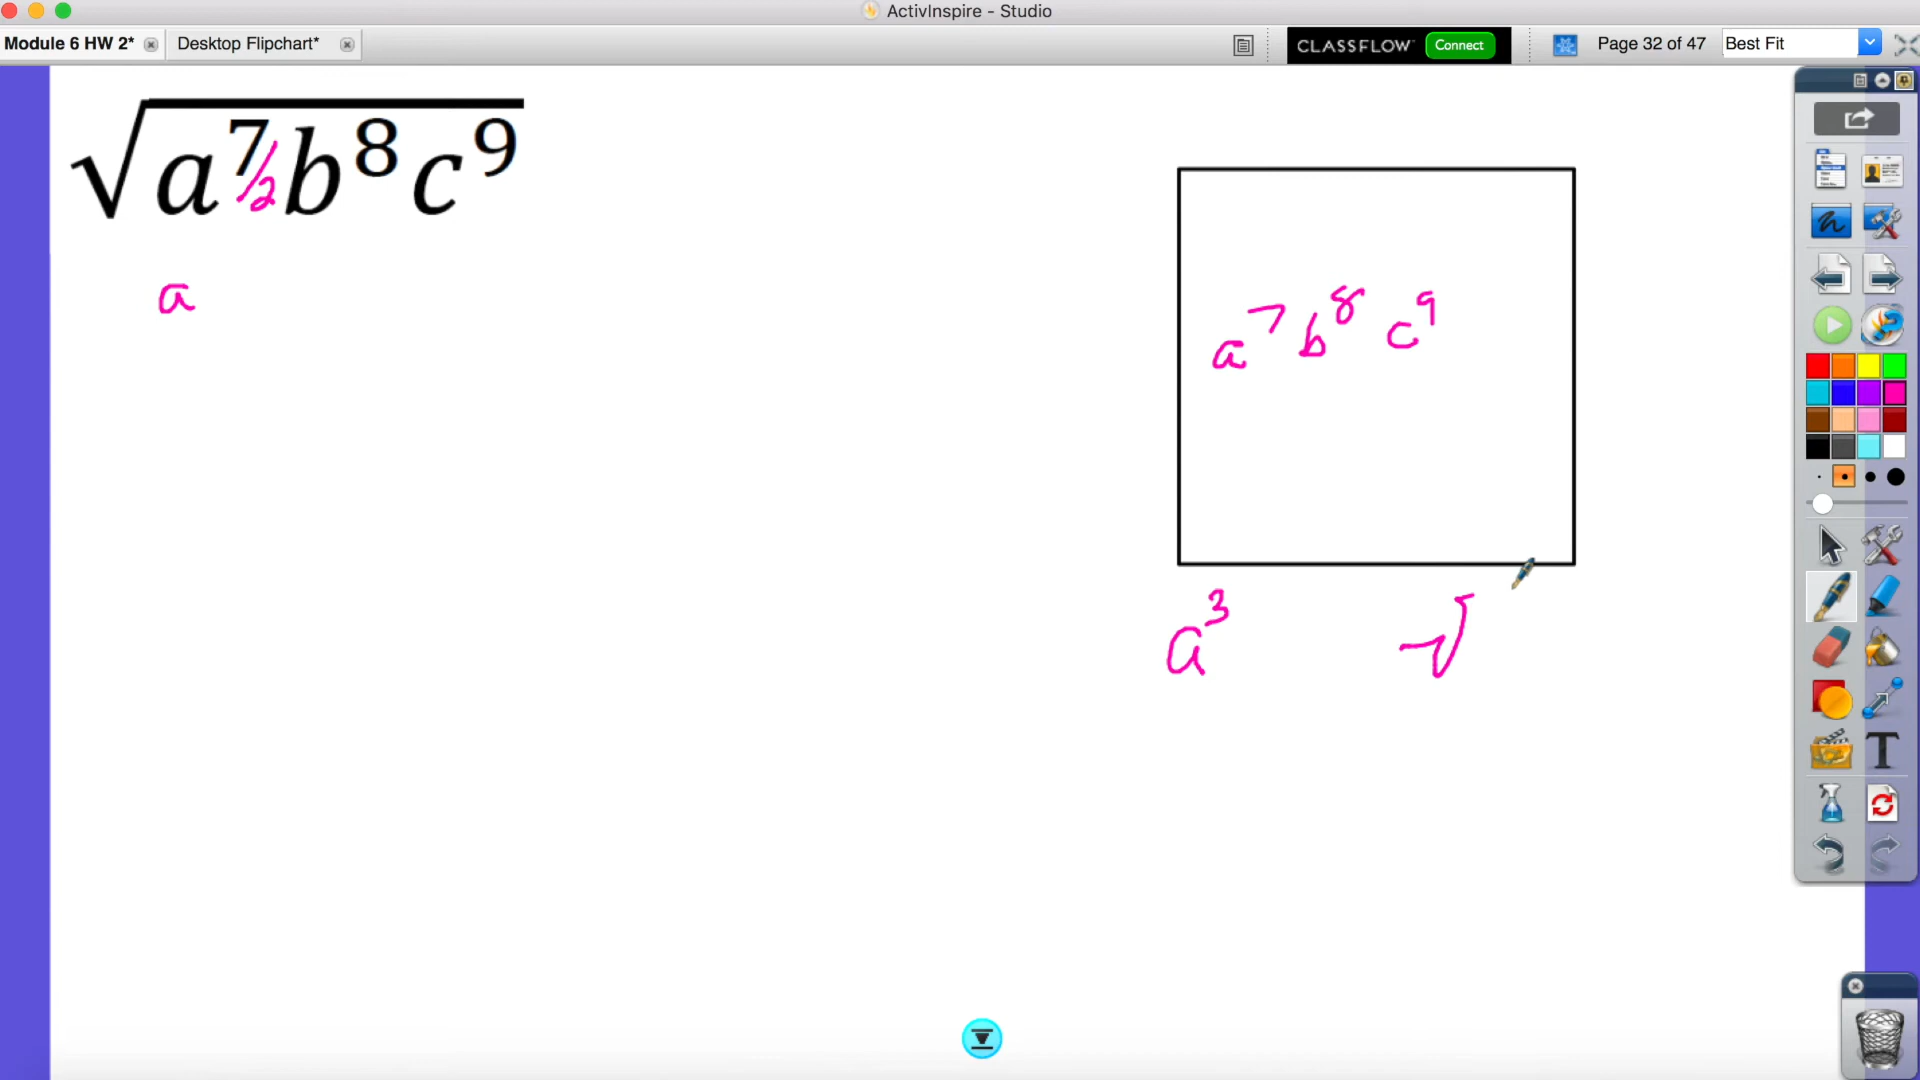 ActivInspire - Studio
Module 6 HW 2* Desktop Flipchart* CLASSFLOW Connect Page 32 of 47 Best Fit
√a⁷b⁸c⁹
/2
a
a⁷ b⁸ c⁹
a³ √
T